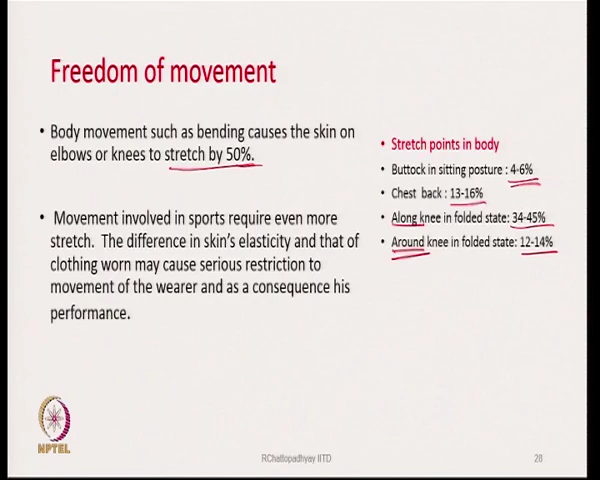 Freedom of movement
• Body movement such as bending causes the skin on
elbows or knees to stretch by 50%.
• Movement involved in sports require even more
stretch. The difference in skin's elasticity and that of
clothing worn may cause serious restriction to
movement of the wearer and as a consequence his
performance.
• Stretch points in body
• Buttock in sitting posture : 4-6%
• Chest back : 13-16%
• Along knee in folded state: 34-45%
• Around knee in folded state: 12-14%
NPTEL
RChattopadhyay IITD
28